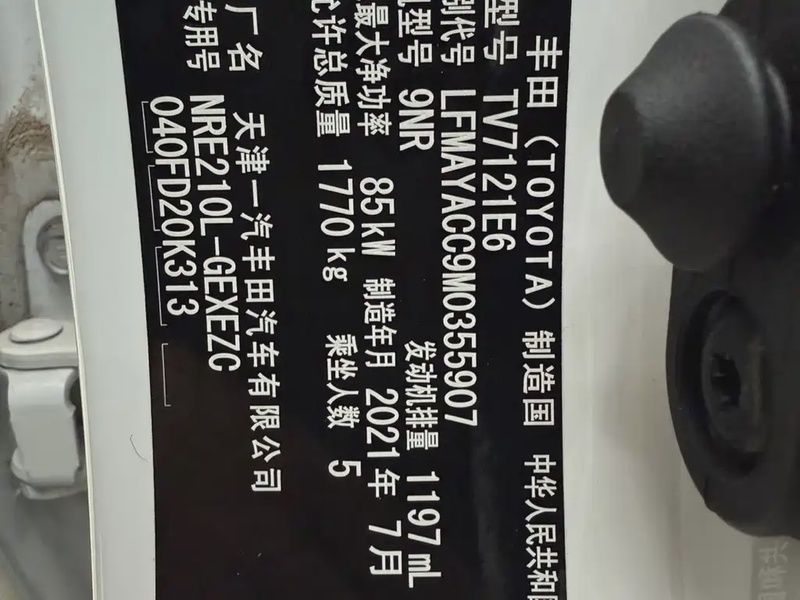 丰田（TOYOTA） 制造国 中华人民共和国
型号 TV7121E6
别代号 LFMAYACC9M0355907
型号 9NR 发动机排量 1197mL
最大净功率 85kW 制造年月 2021年 7月
允许总质量 1770kg 乘坐人数 5
厂名 天津一汽丰田汽车有限公司
专用号 NRE210L-GEXEZC
040FD20K313